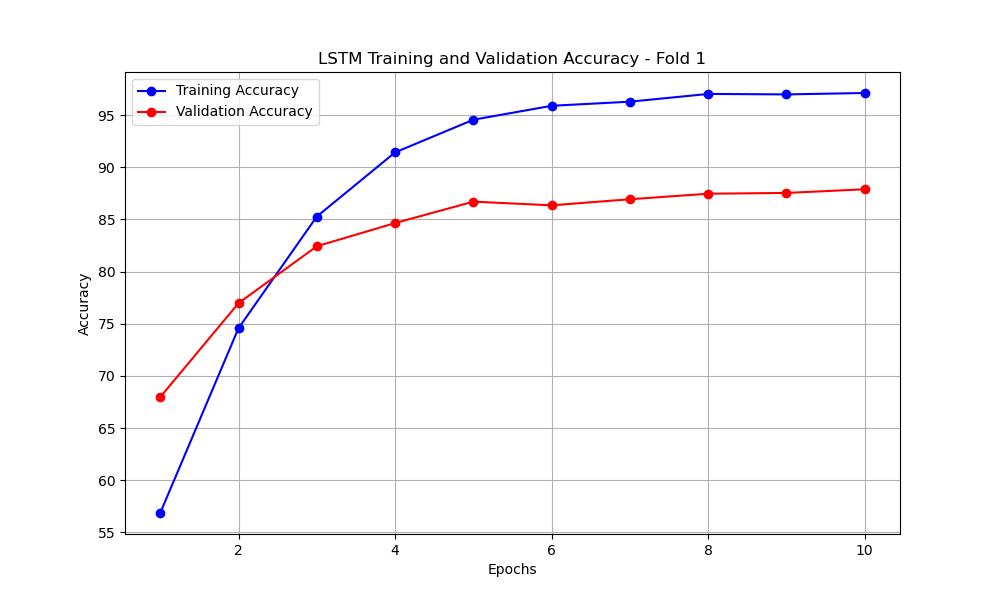 LSTM Training and Validation Accuracy - Fold 1
Training Accuracy
Validation Accuracy
Accuracy
95
90
85
80
75
70
65
60
55
2 4 6 8 10
Epochs